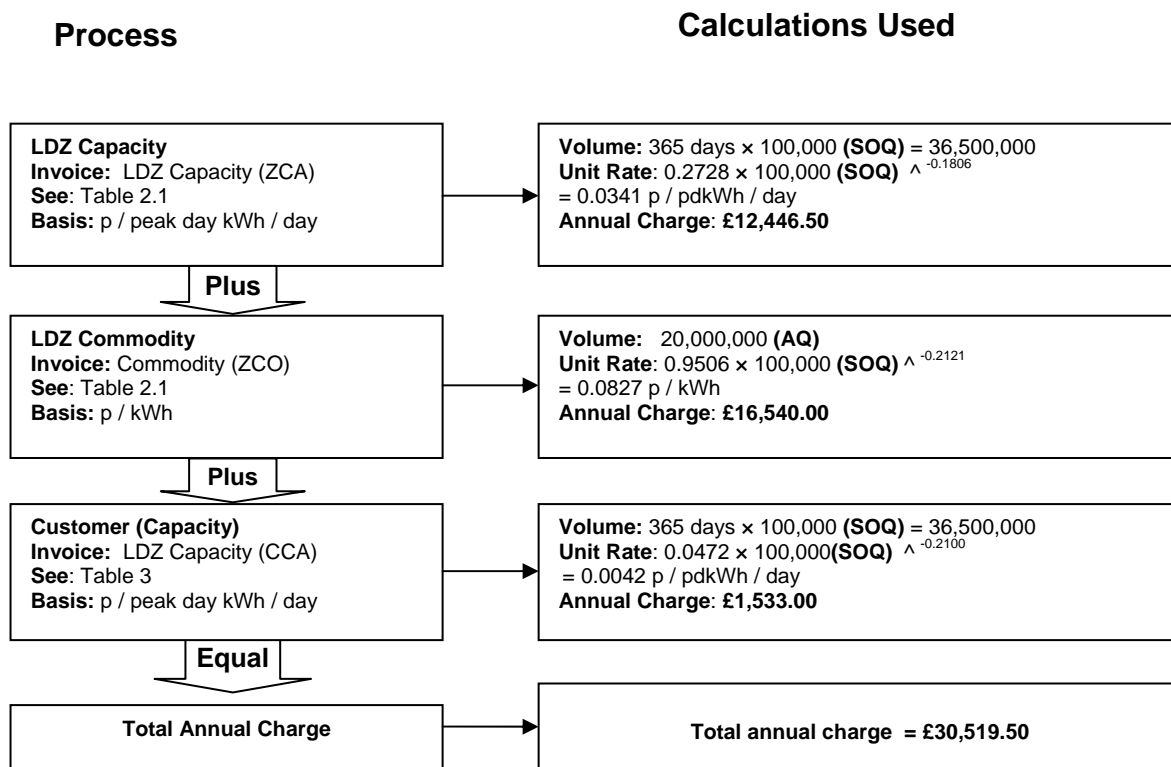 Process
Calculations Used
LDZ Capacity
Invoice: LDZ Capacity (ZCA)
See: Table 2.1
Basis: p / peak day kWh / day
Volume: 365 days × 100,000 (SOQ) = 36,500,000
Unit Rate: 0.2728 × 100,000 (SOQ) ^ -0.1806
= 0.0341 p / pdkWh / day
Annual Charge: £12,446.50
Plus
LDZ Commodity
Invoice: Commodity (ZCO)
See: Table 2.1
Basis: p / kWh
Volume: 20,000,000 (AQ)
Unit Rate: 0.9506 × 100,000 (SOQ) ^ -0.2121
= 0.0827 p / kWh
Annual Charge: £16,540.00
Plus
Customer (Capacity)
Invoice: LDZ Capacity (CCA)
See: Table 3
Basis: p / peak day kWh / day
Volume: 365 days × 100,000 (SOQ) = 36,500,000
Unit Rate: 0.0472 × 100,000(SOQ) ^ -0.2100
= 0.0042 p / pdkWh / day
Annual Charge: £1,533.00
Equal
Total Annual Charge
Total annual charge = £30,519.50